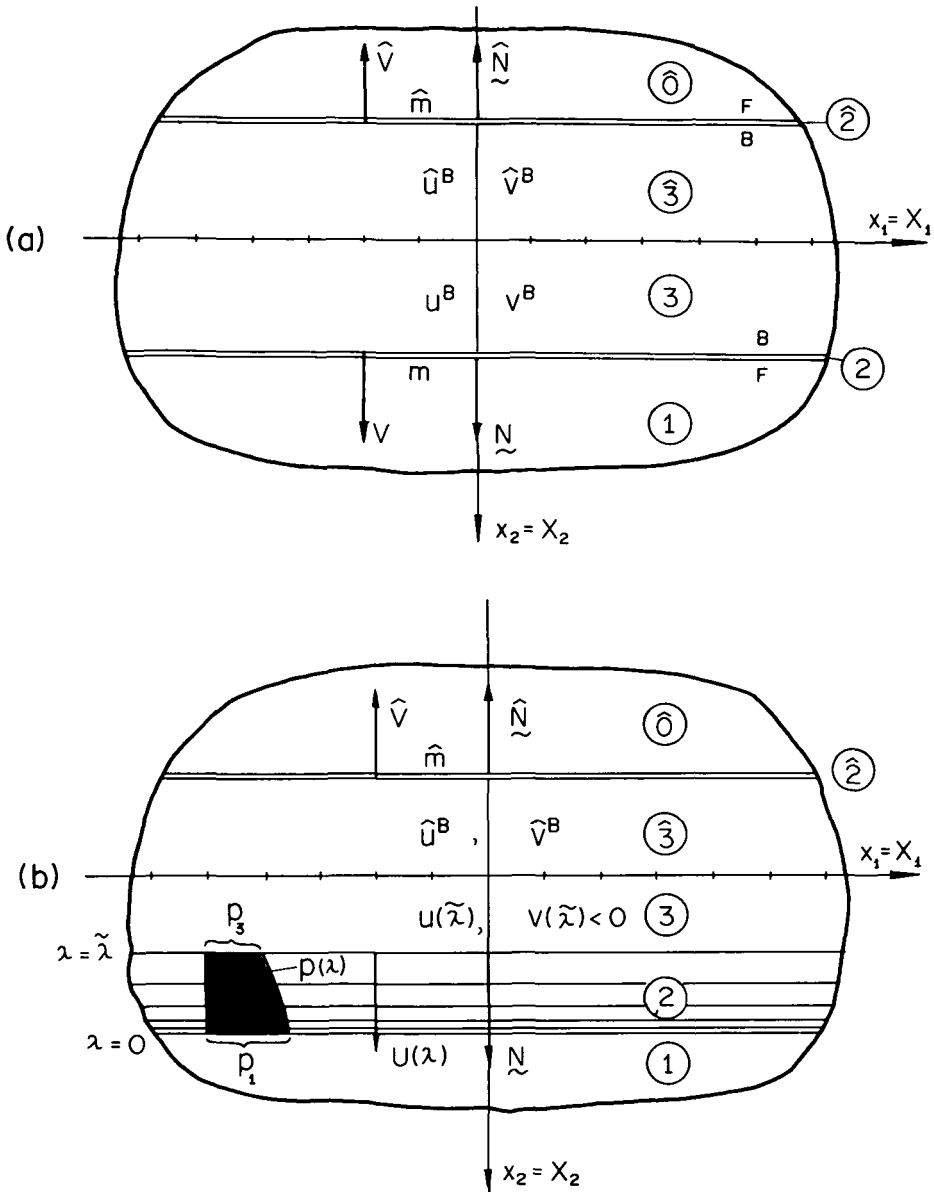 V̂ N̂ 0̂
m̂ F 2̂
B
û^B v̂^B 3̂
(a) x₁ = X₁
u^B v^B 3
B
m F 2
V N 1
x₂ = X₂
V̂ N̂ 0̂
m̂ 2̂
û^B , v̂^B 3̂
(b) x₁ = X₁
p₃ u(λ̃), v(λ̃)<0 3
λ = λ̃
p(λ) 2
λ = 0
p₁ U(λ) N 1
x₂ = X₂